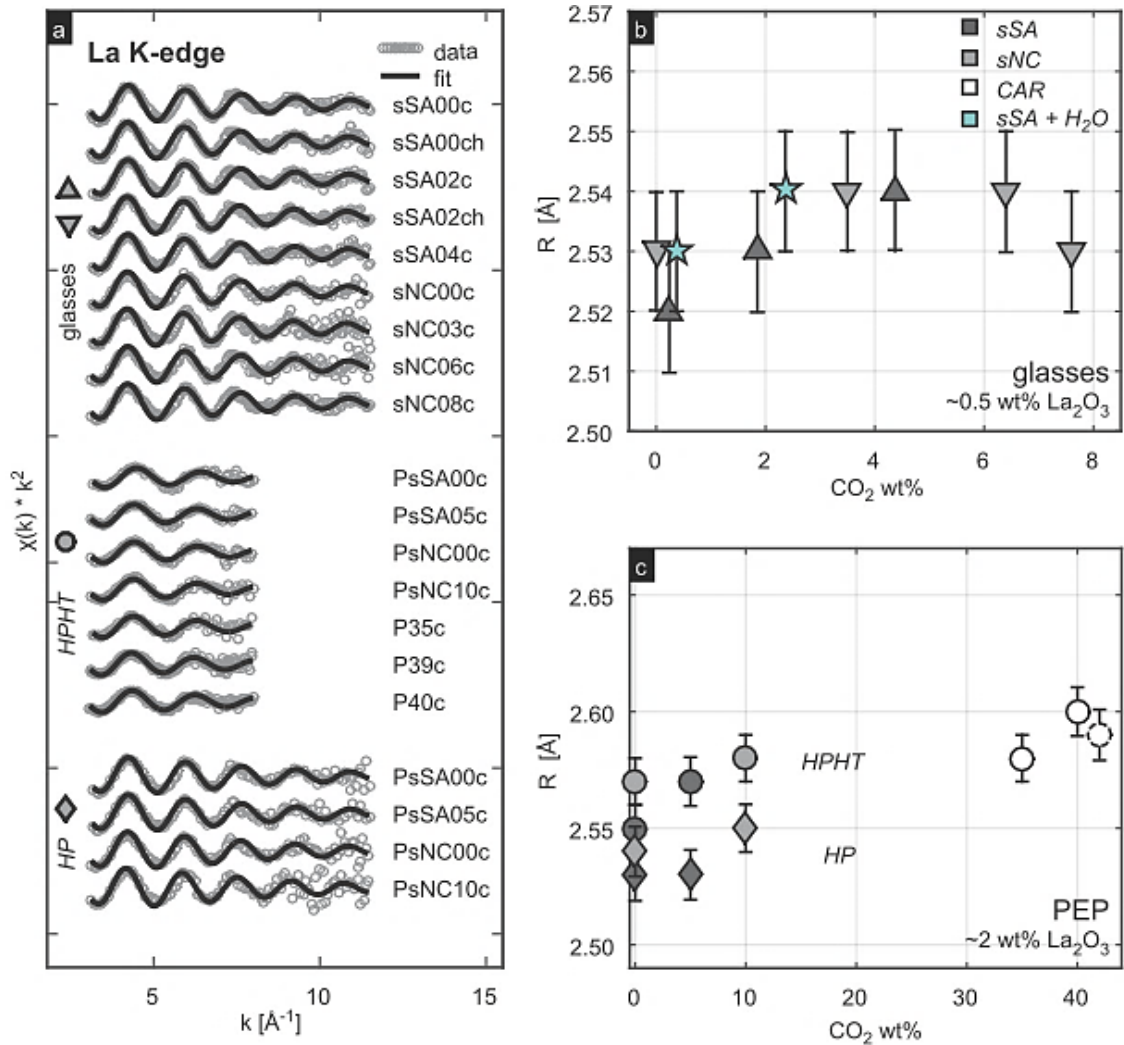 a
La K-edge
data
fit
sSA00c
sSA00ch
sSA02c
sSA02ch
sSA04c
sNC00c
sNC03c
sNC06c
sNC08c
glasses
PsSA00c
PsSA05c
PsNC00c
PsNC10c
P35c
P39c
P40c
HPHT
PsSA00c
PsSA05c
PsNC00c
PsNC10c
HP
χ(k) * k²
5 10 15
k [Å⁻¹]
b
sSA
sNC
CAR
sSA + H₂O
2.57
2.56
2.55
2.54
2.53
2.52
2.51
2.50
R [Å]
glasses
~0.5 wt% La₂O₃
0 2 4 6 8
CO₂ wt%
c
2.65
2.60
2.55
2.50
R [Å]
HPHT
HP
PEP
~2 wt% La₂O₃
0 10 20 30 40
CO₂ wt%